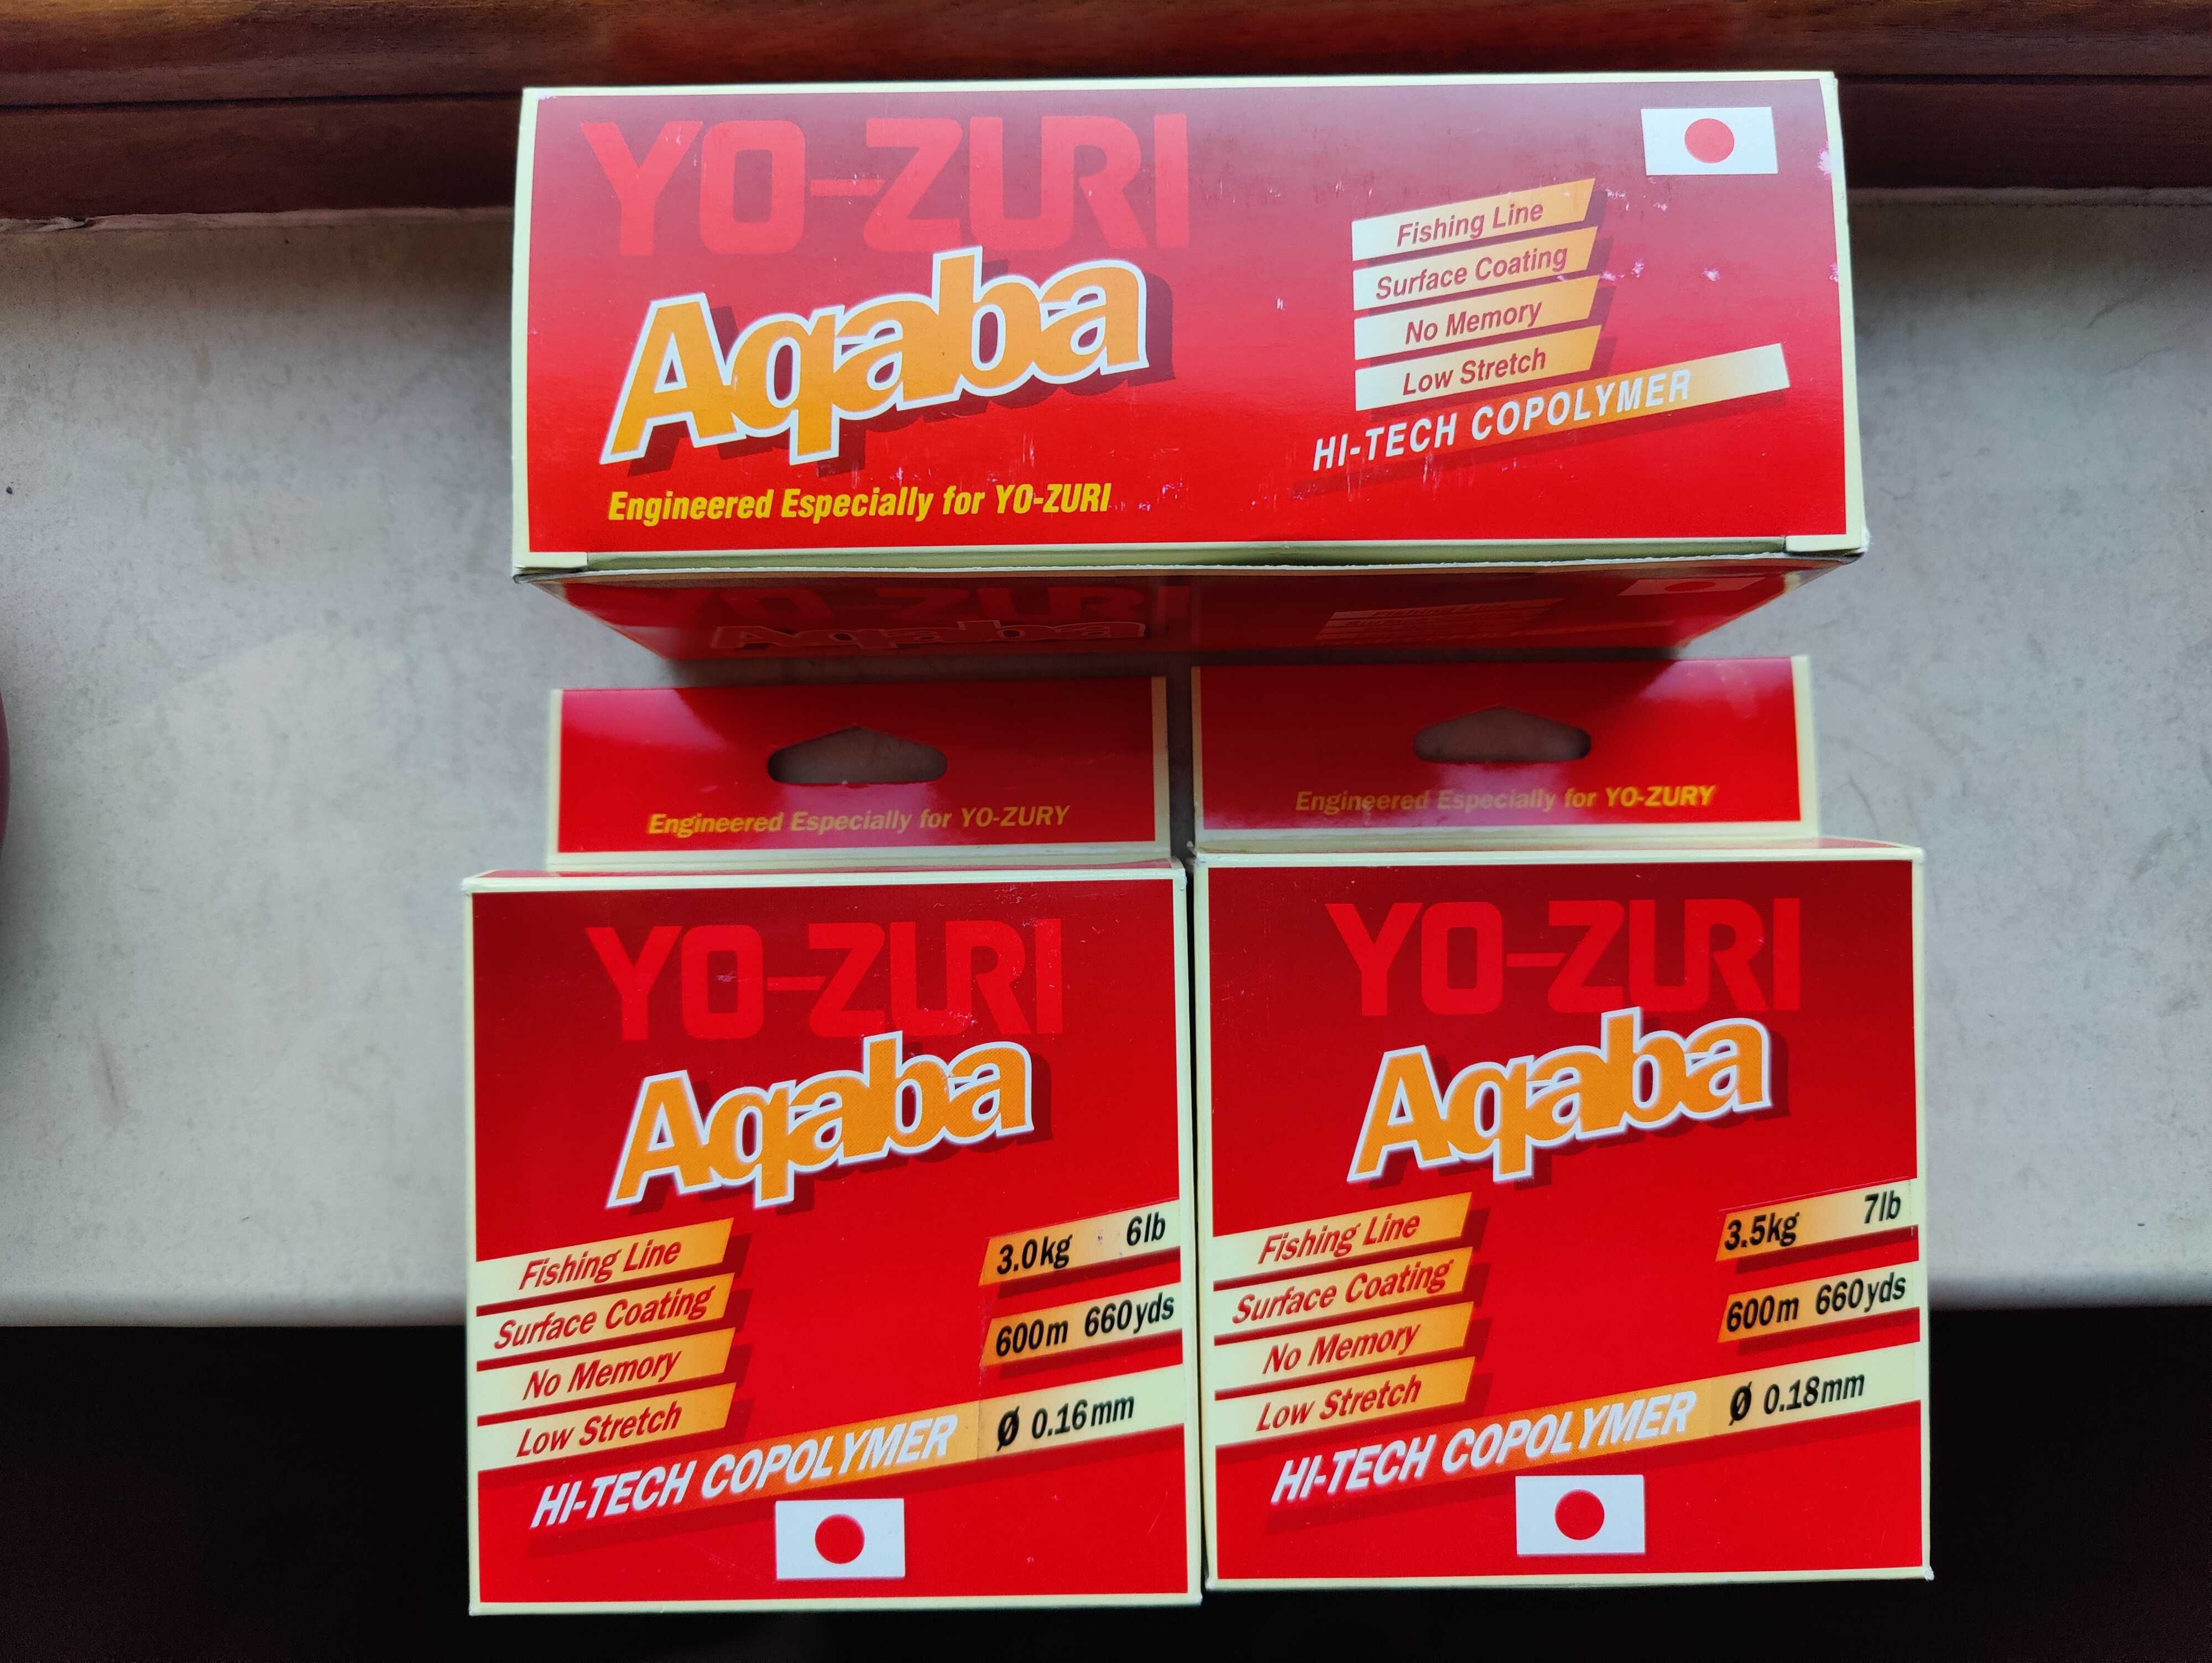 YO-ZURI
Aqaba
Engineered Especially for YO-ZURI
Fishing Line
Surface Coating
No Memory
Low Stretch
HI-TECH COPOLYMER
YO-ZURI
Aqaba
Engineered Especially for YO-ZURY
YO-ZURI
Aqaba
Fishing Line
Surface Coating
No Memory
Low Stretch
HI-TECH COPOLYMER
3.0kg 6lb
600m 660yds
Ø 0.16mm
Engineered Especially for YO-ZURY
YO-ZURI
Aqaba
Fishing Line
Surface Coating
No Memory
Low Stretch
HI-TECH COPOLYMER
3.5kg 7lb
600m 660yds
Ø 0.18mm